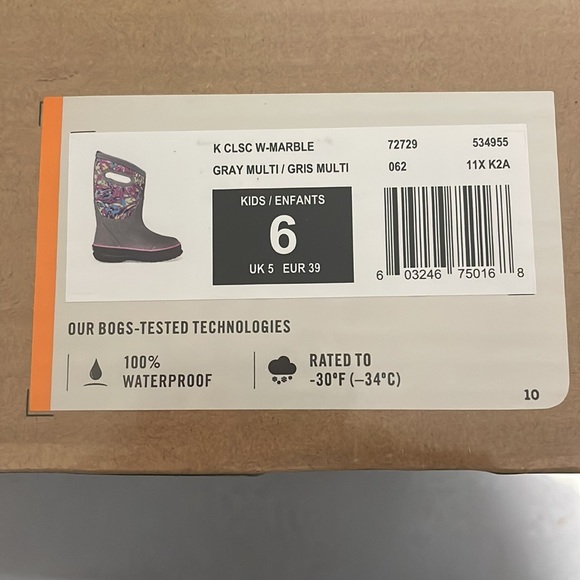 K CLSC W-MARBLE 72729 534955
GRAY MULTI / GRIS MULTI 062 11X K2A
KIDS / ENFANTS
6
UK 5 EUR 39
6 03246 75016 8
OUR BOGS-TESTED TECHNOLOGIES
100%
WATERPROOF
RATED TO
-30°F (–34°C)
10